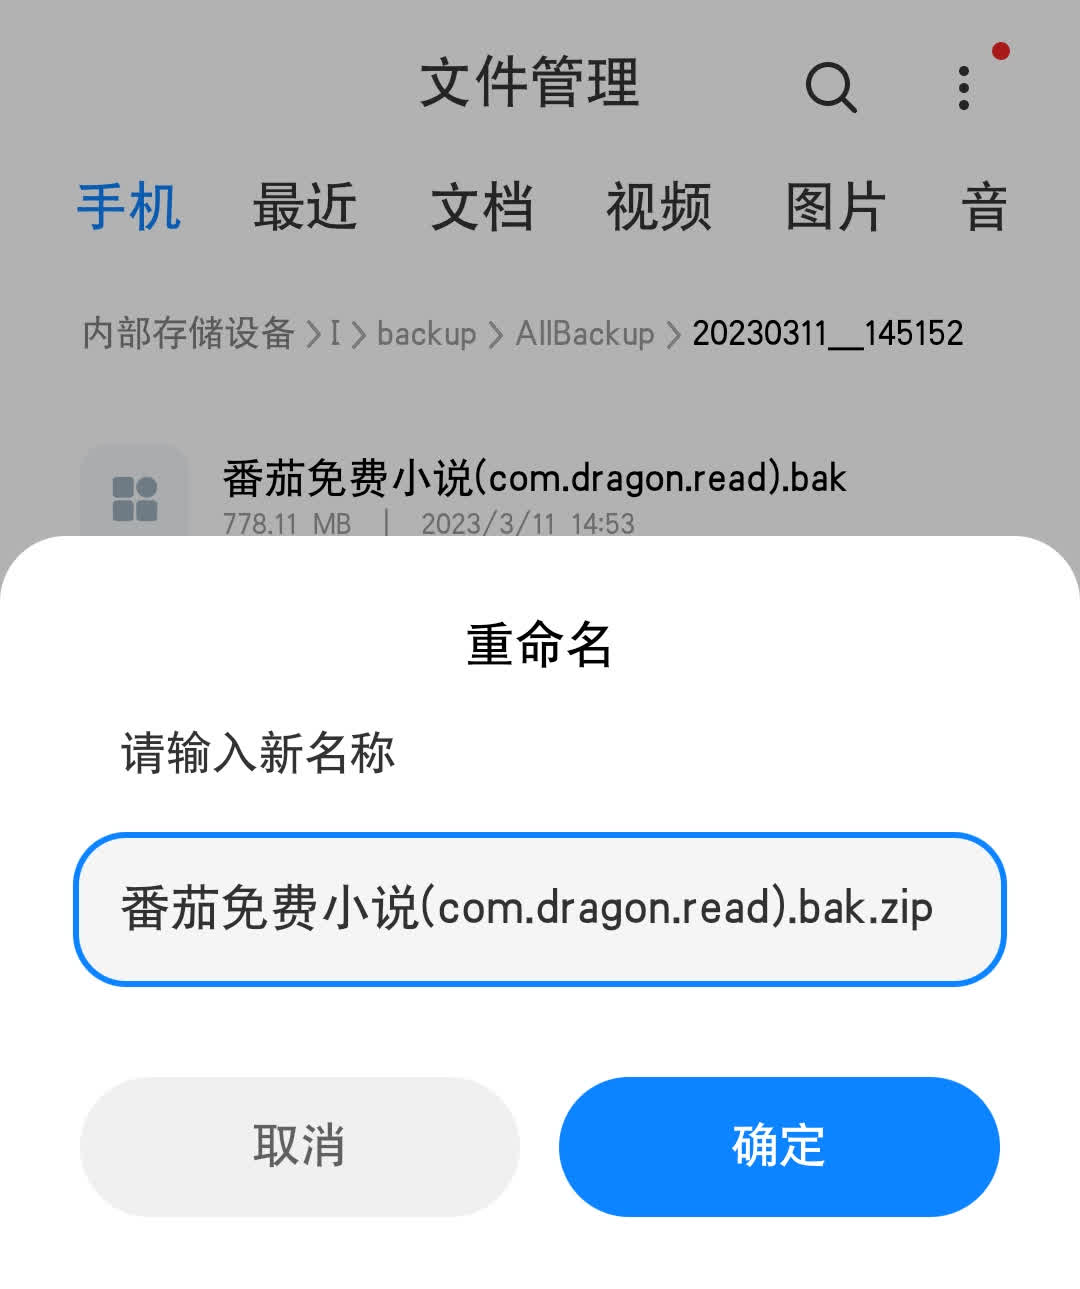 文件管理
手机 最近 文档 视频 图片 音
内部存储设备 > I > backup > AllBackup > 20230311__145152
番茄免费小说(com.dragon.read).bak
778.11 MB | 2023/3/11 14:53
重命名
请输入新名称
番茄免费小说(com.dragon.read).bak.zip
取消 确定